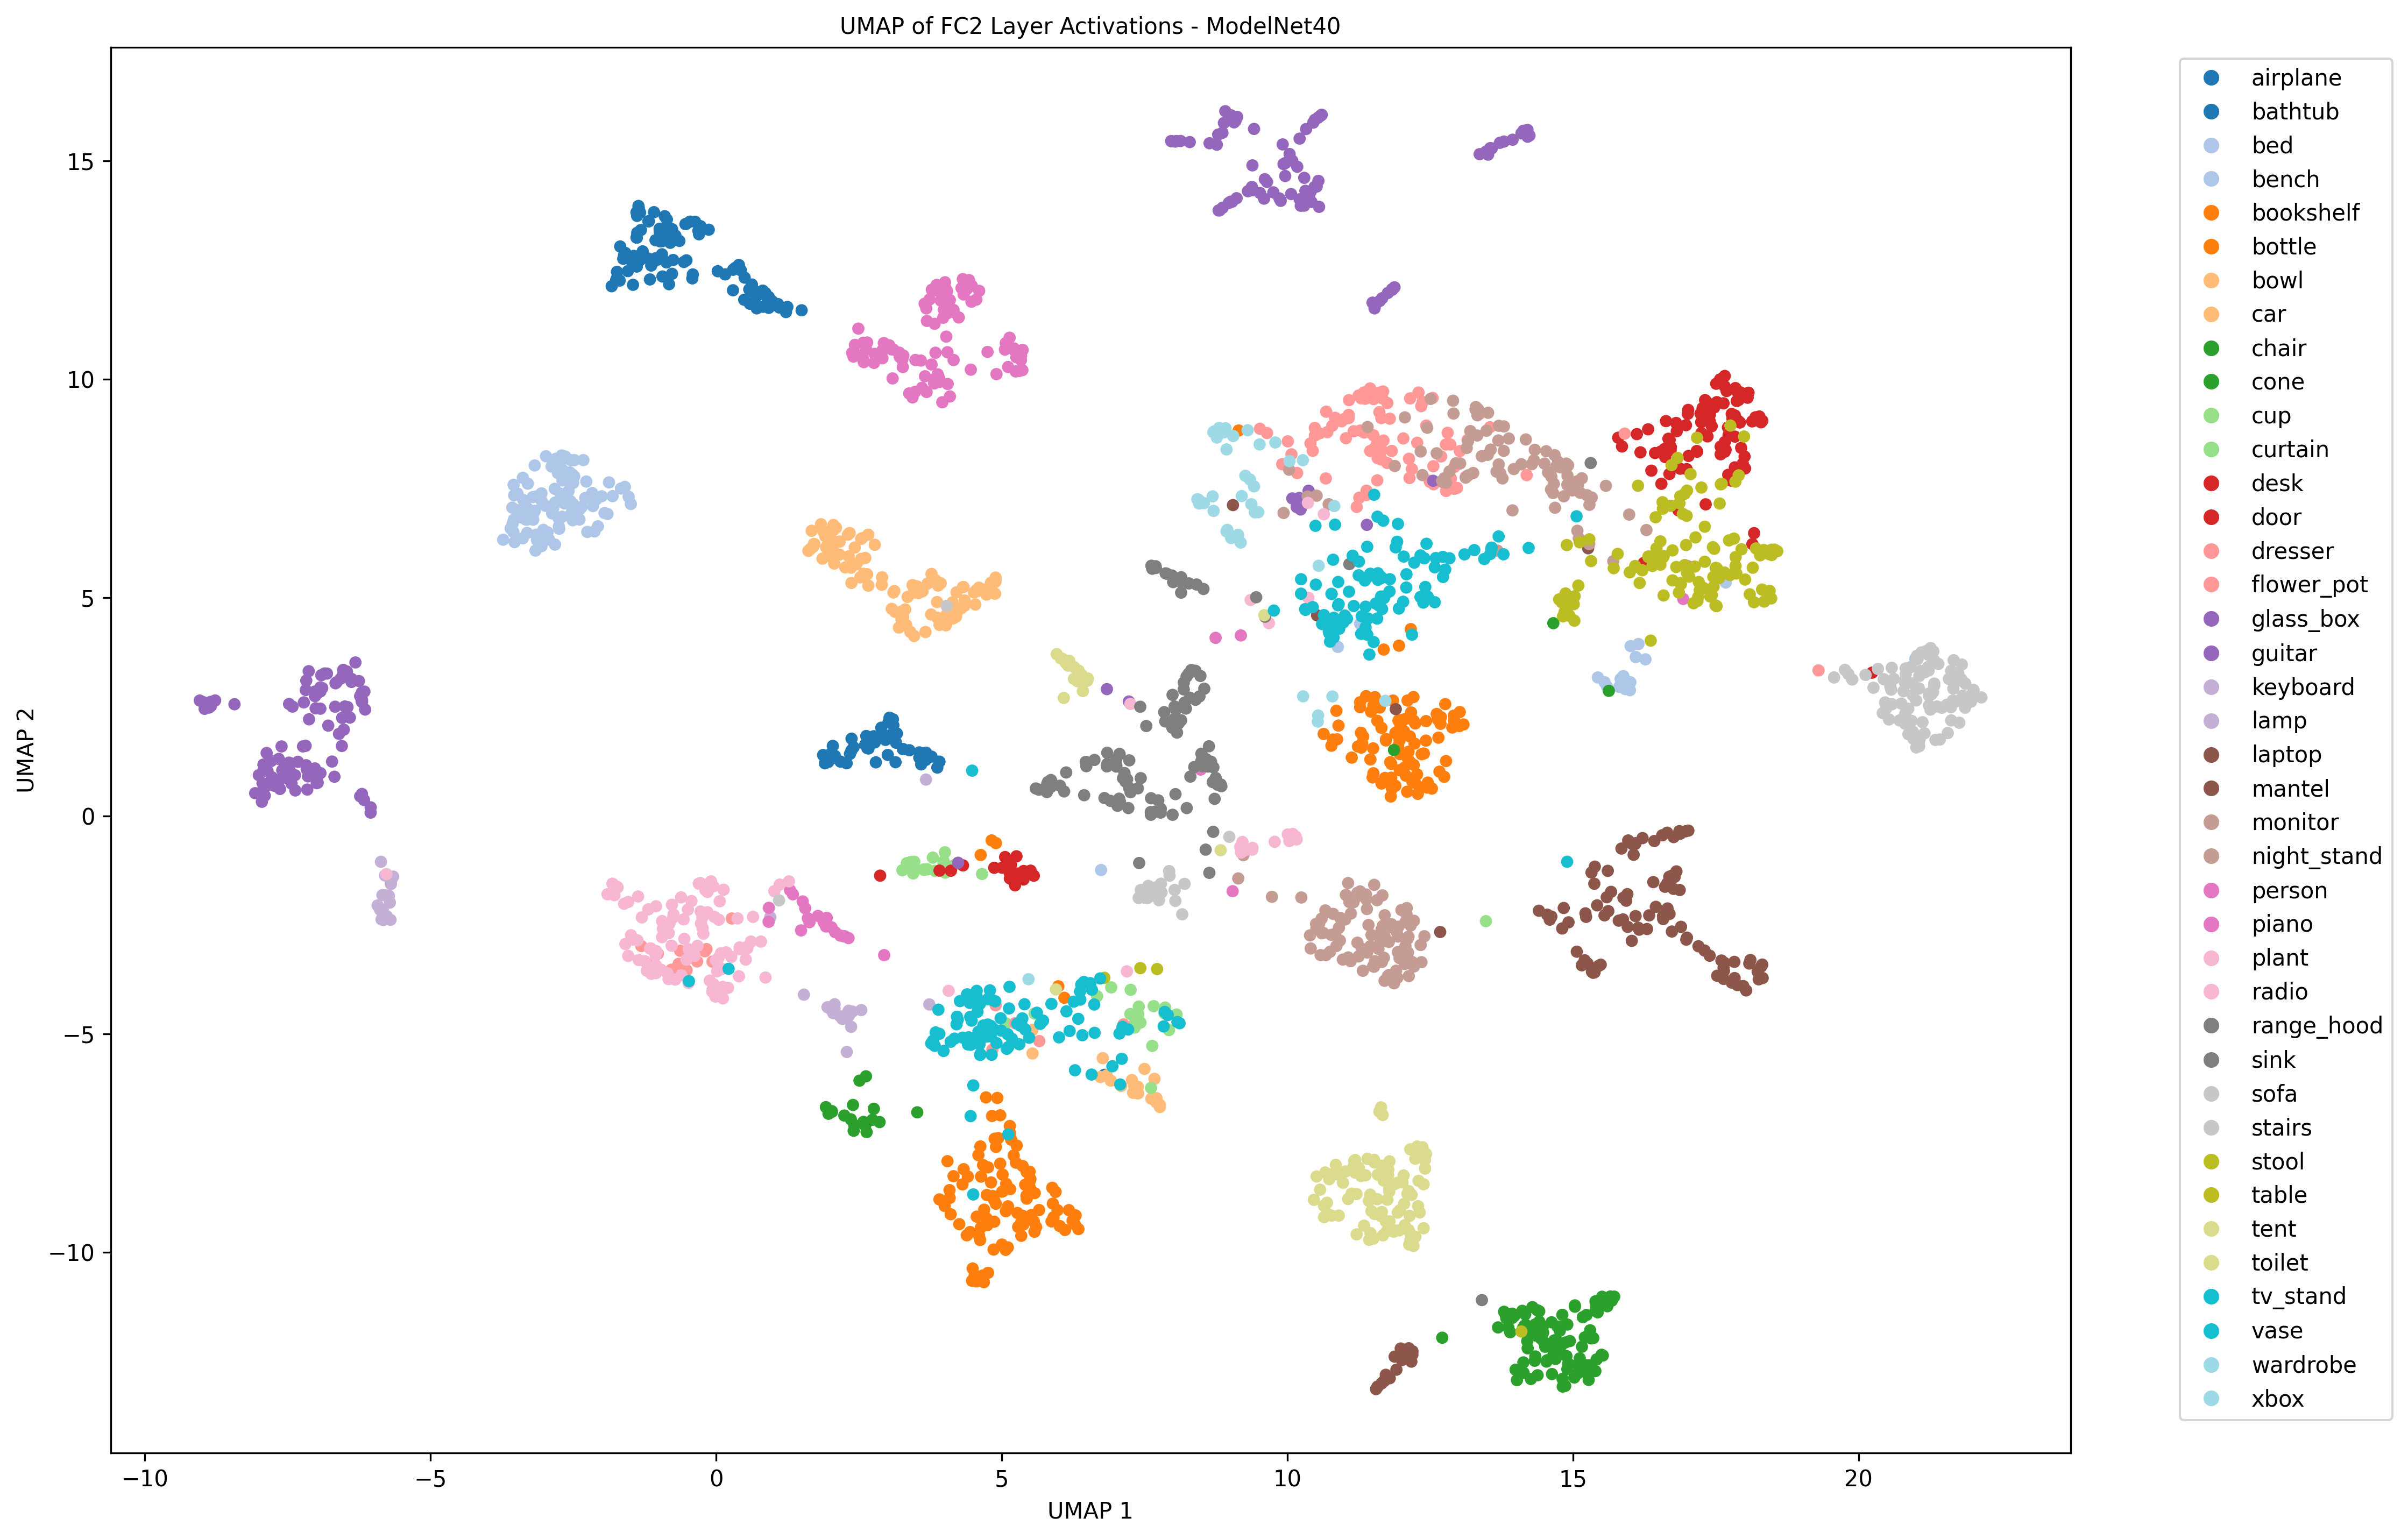 UMAP of FC2 Layer Activations - ModelNet40
15
10
5
0
−5
−10
UMAP 2
−10
−5
0
5
10
15
20
UMAP 1
airplane
bathtub
bed
bench
bookshelf
bottle
bowl
car
chair
cone
cup
curtain
desk
door
dresser
flower_pot
glass_box
guitar
keyboard
lamp
laptop
mantel
monitor
night_stand
person
piano
plant
radio
range_hood
sink
sofa
stairs
stool
table
tent
toilet
tv_stand
vase
wardrobe
xbox